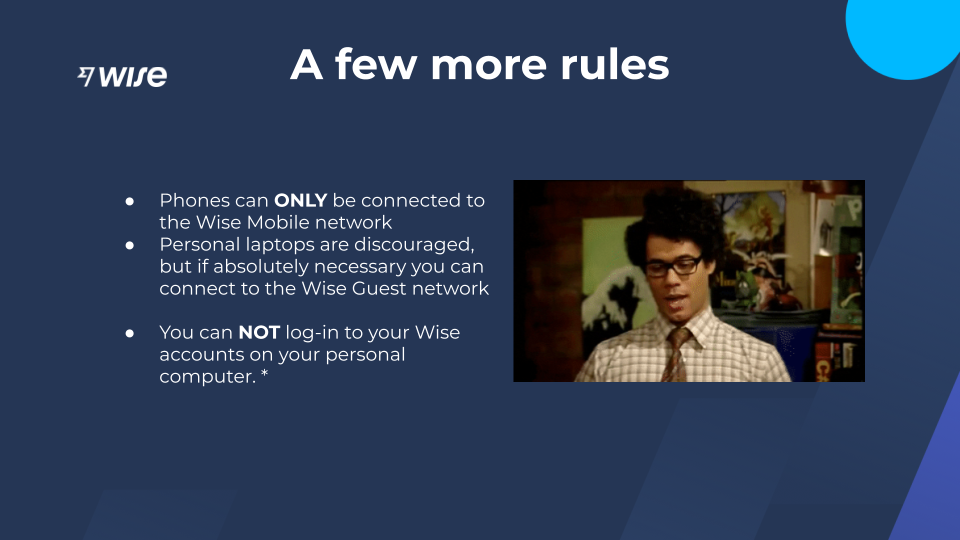 A few more rules
wise
● Phones can ONLY be connected to
the Wise Mobile network
● Personal laptops are discouraged,
but if absolutely necessary you can
connect to the Wise Guest network
● You can NOT log-in to your Wise
accounts on your personal
computer. *